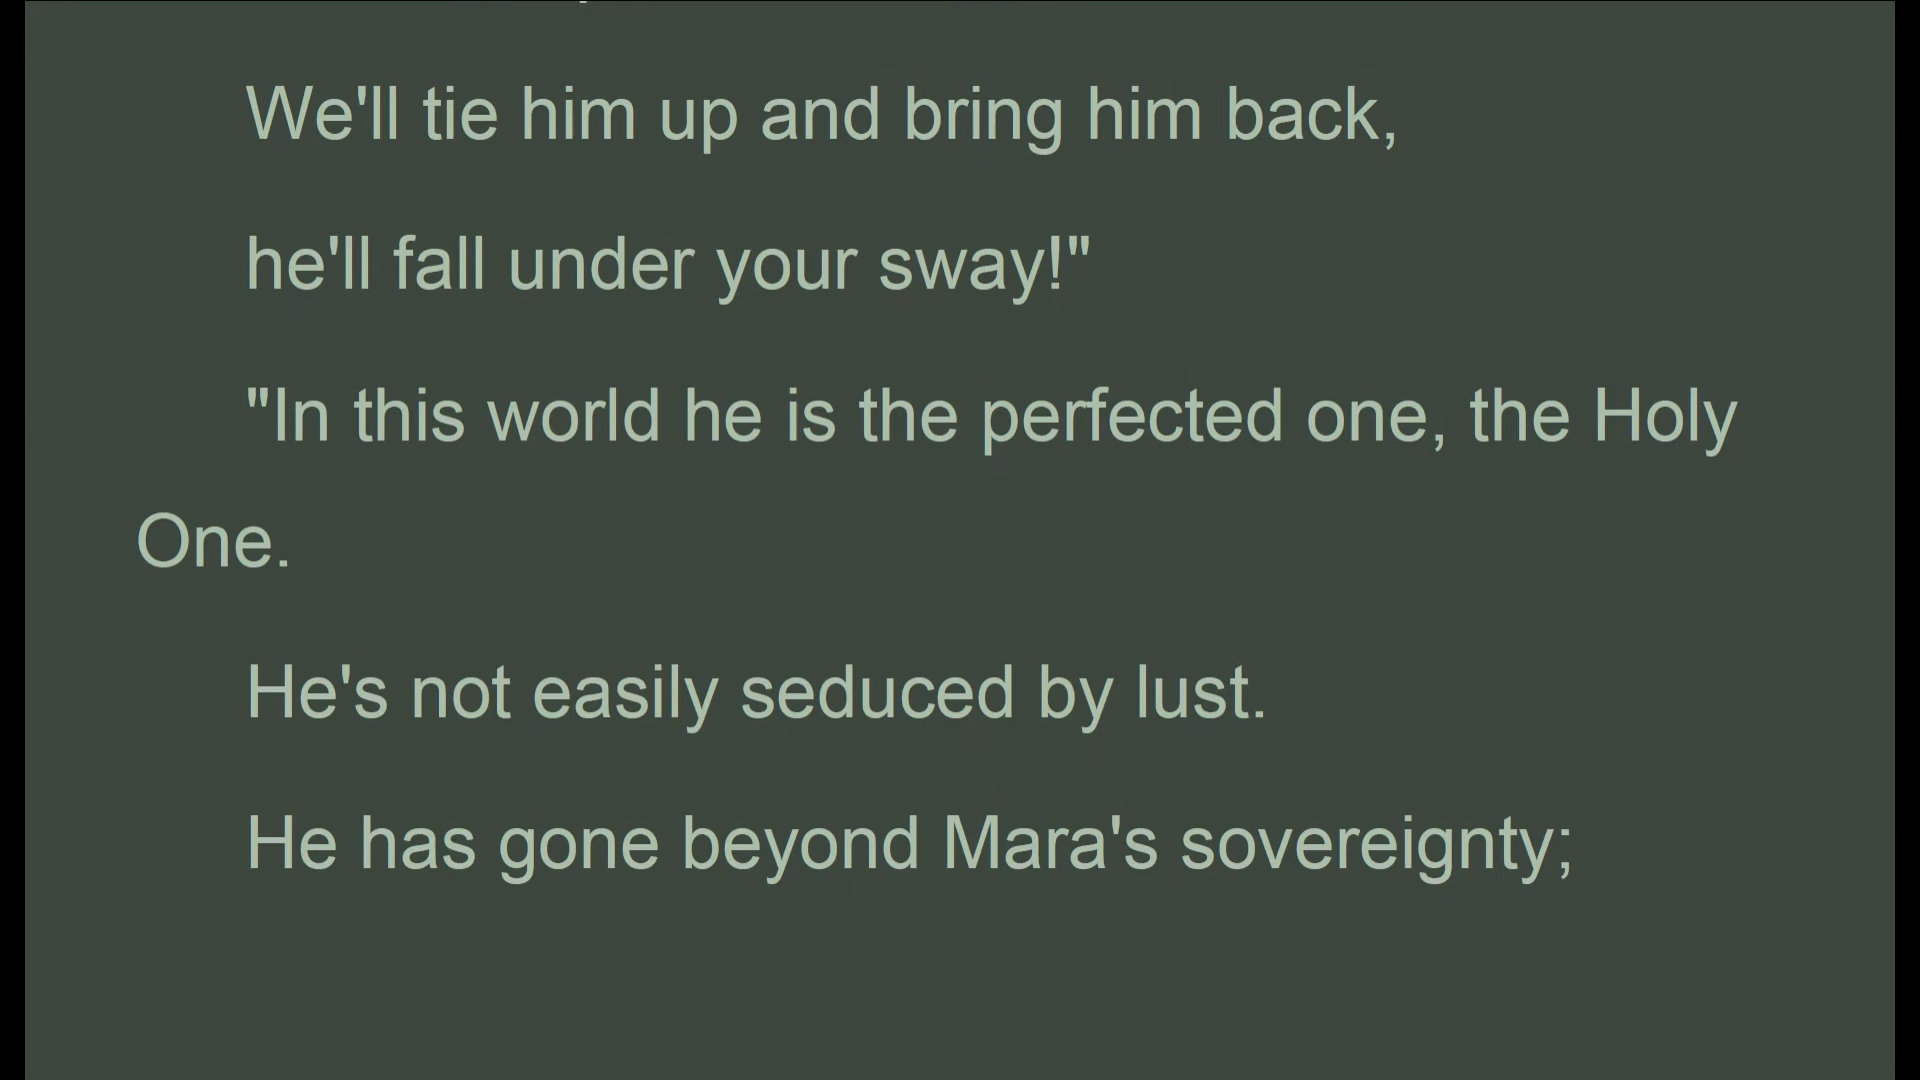 We'll tie him up and bring him back,
he'll fall under your sway!"
"In this world he is the perfected one, the Holy
One.
He's not easily seduced by lust.
He has gone beyond Mara's sovereignty;